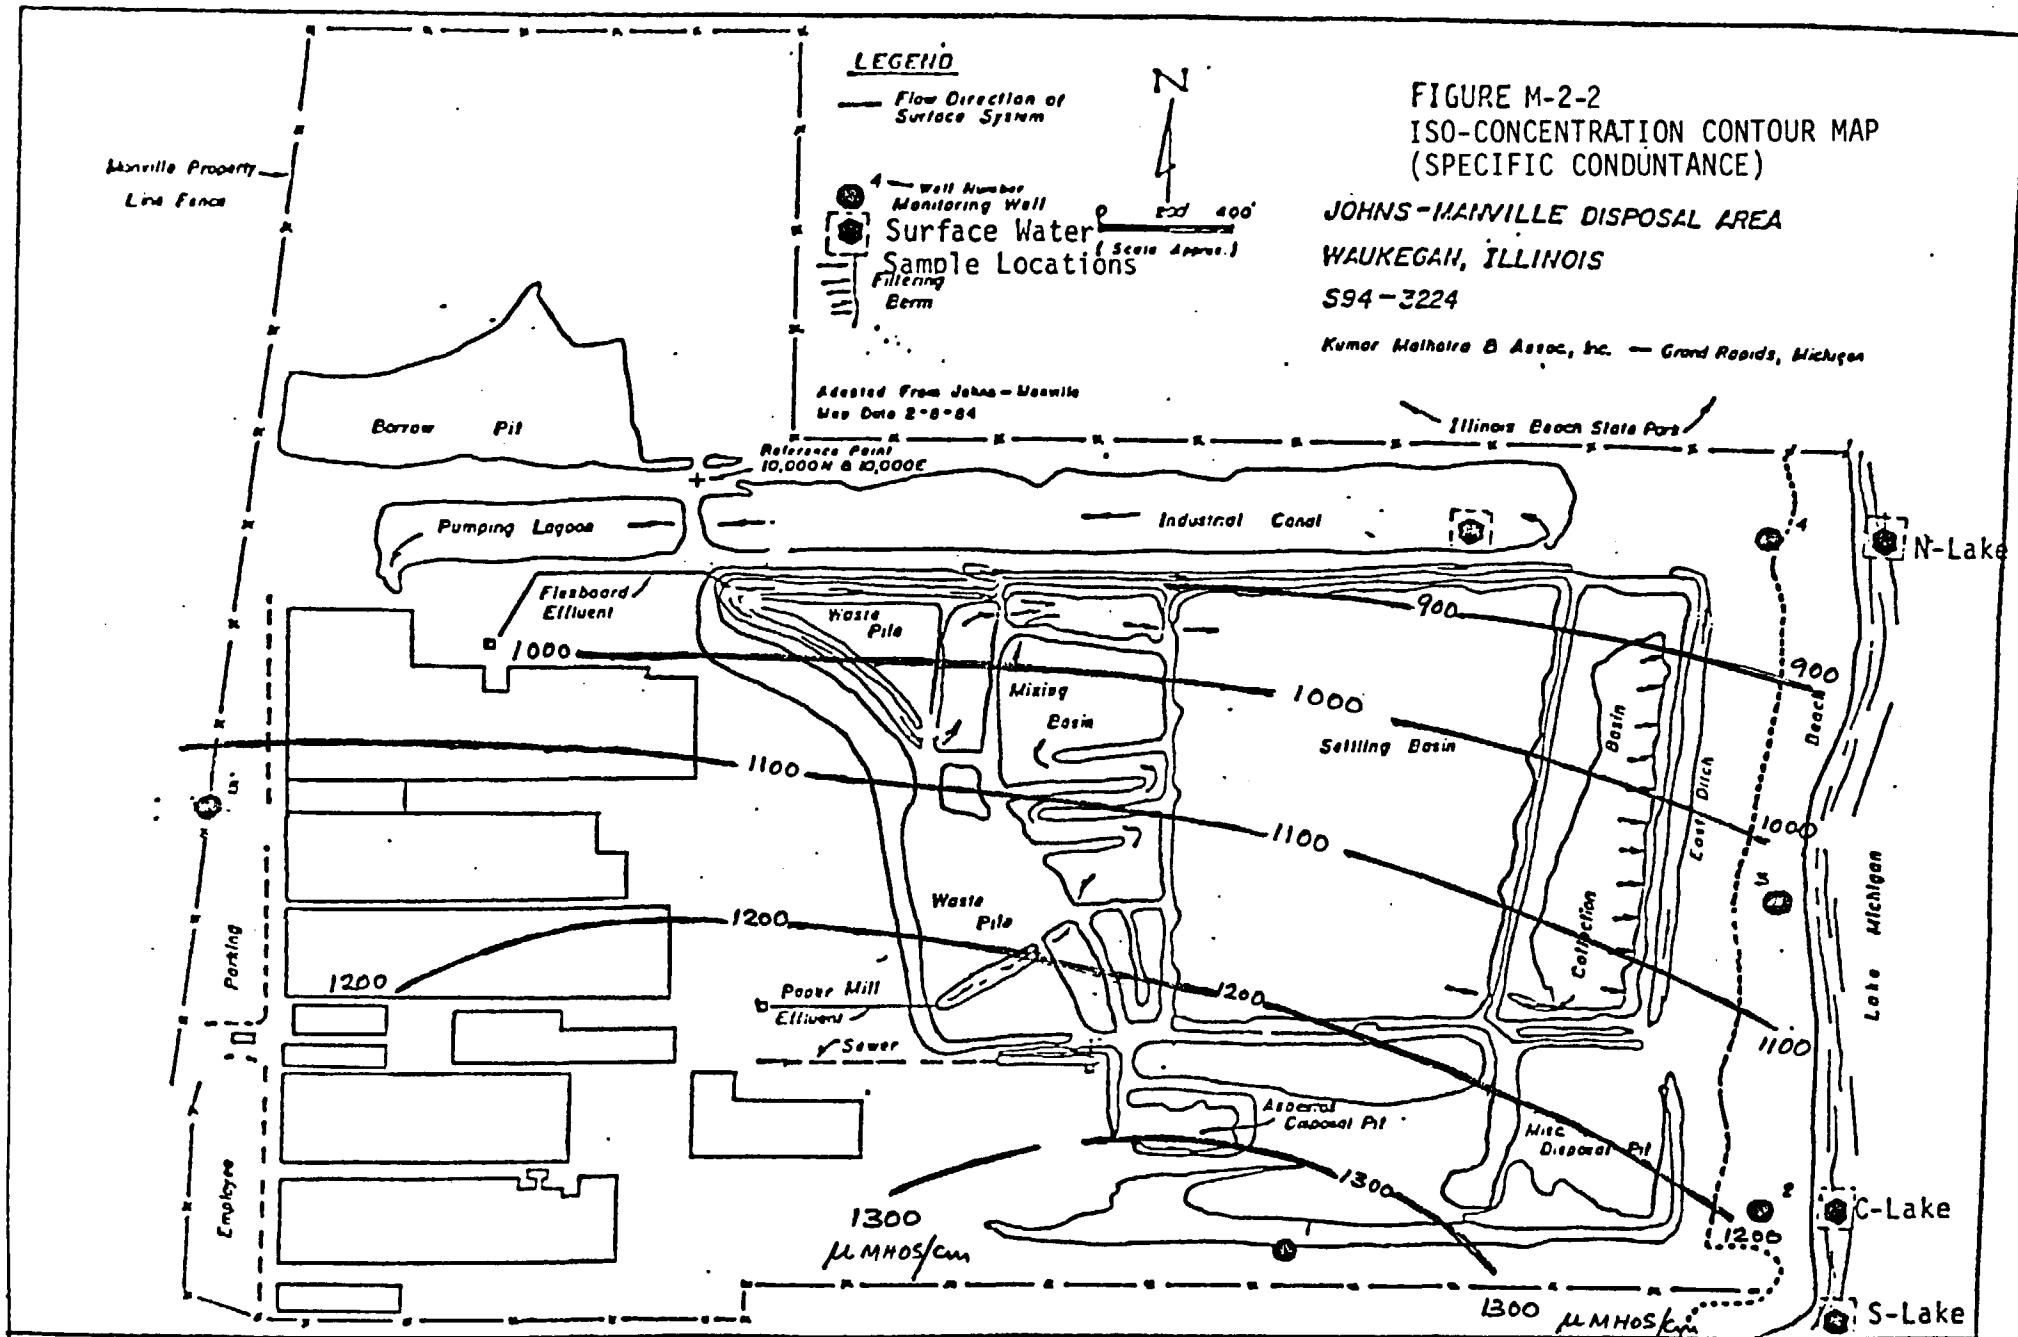 LEGEND
Flow Direction of
Surface System
N
FIGURE M-2-2
ISO-CONCENTRATION CONTOUR MAP
(SPECIFIC CONDUNTANCE)
JOHNS-MANVILLE DISPOSAL AREA
WAUKEGAN, ILLINOIS
S94-3224
Kumar Malhotra & Assoc, Inc. — Grand Rapids, Michigan
Manville Property
Line Fence
4
Well Number
Monitoring Well
0 200 400'
(Scale Approx.)
Surface Water
Sample Locations
Filtering
Berm
Adapted From Johns-Manville
Map Date 2-8-84
Illinois Beach State Park
Borrow Pit
Reference Point
10,000N & 10,000E
Pumping Lagoon
Industrial Canal
4
N-Lake
Flexboard
Effluent
Waste
Pile
900
900
1000
1000
1000
Mixing
Basin
Settling Basin
Basin
Collection
East Ditch
Beach
Lake Michigan
1100
1100
1100
3
Waste
Pile
1200
1200
1200
1200
Parking
Employee
Paper Mill
Effluent
Sewer
Asbestos
Disposal Pit
Misc
Disposal Pit
2
C-Lake
1300
µMHOS/cm
1300
1
1300 µMHOS/cm
S-Lake